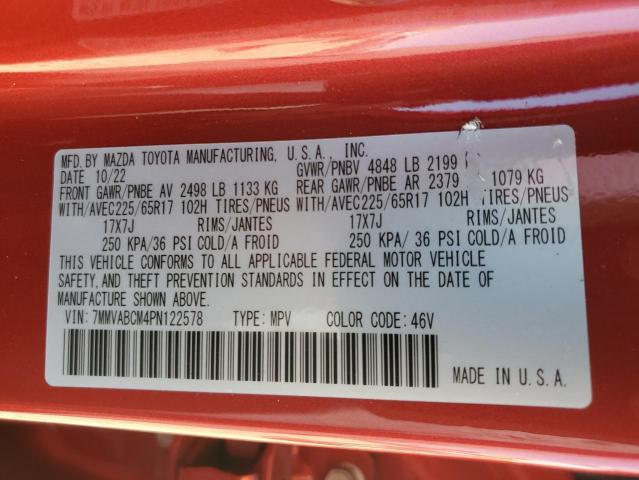 MFD. BY MAZDA TOYOTA MANUFACTURING, U.S.A., INC.
DATE 10/22 GVWR/PNBV 4848 LB 2199
FRONT GAWR/PNBE AV 2498 LB 1133 KG REAR GAWR/PNBE AR 2379 1079 KG
WITH/AVEC225/65R17 102H TIRES/PNEUS WITH/AVEC225/65R17 102H TIRES/PNEUS
17X7J RIMS/JANTES 17X7J RIMS/JANTES
250 KPA/36 PSI COLD/A FROID 250 KPA/36 PSI COLD/A FROID
THIS VEHICLE CONFORMS TO ALL APPLICABLE FEDERAL MOTOR VEHICLE
SAFETY, AND THEFT PREVENTION STANDARDS IN EFFECT ON THE DATE OF
MANUFACTURE SHOWN ABOVE.
VIN: 7MMVABCM4PN122578 TYPE: MPV COLOR CODE: 46V
MADE IN U.S.A.